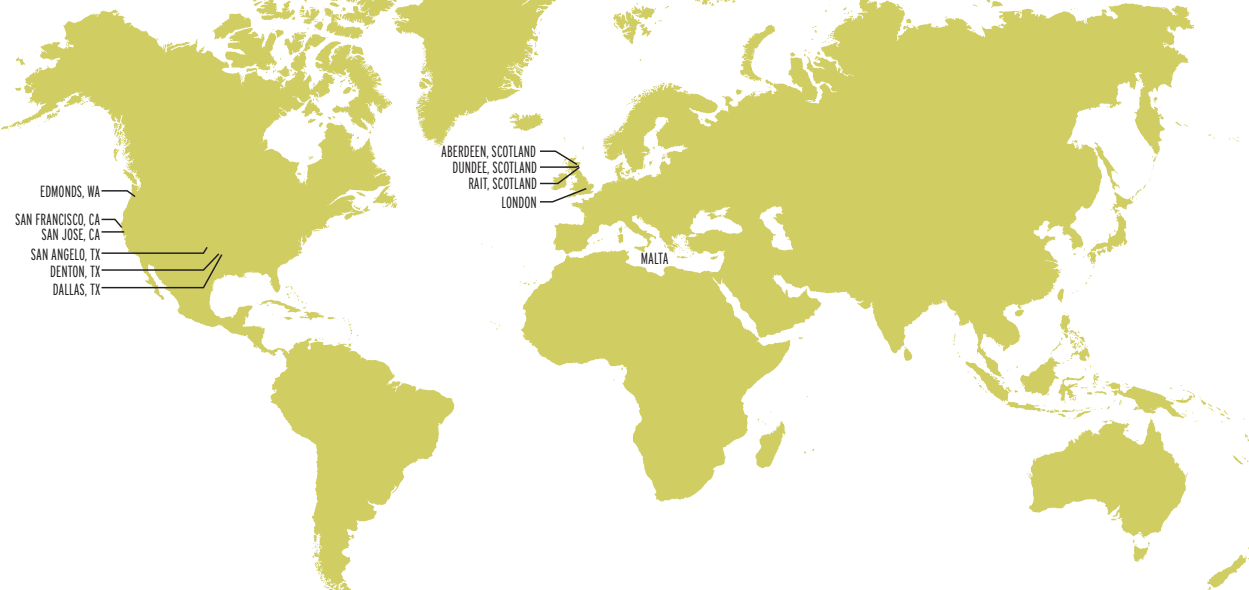 EDMONDS, WA
SAN FRANCISCO, CA
SAN JOSE, CA
SAN ANGELO, TX
DENTON, TX
DALLAS, TX
ABERDEEN, SCOTLAND
DUNDEE, SCOTLAND
RAIT, SCOTLAND
LONDON
MALTA